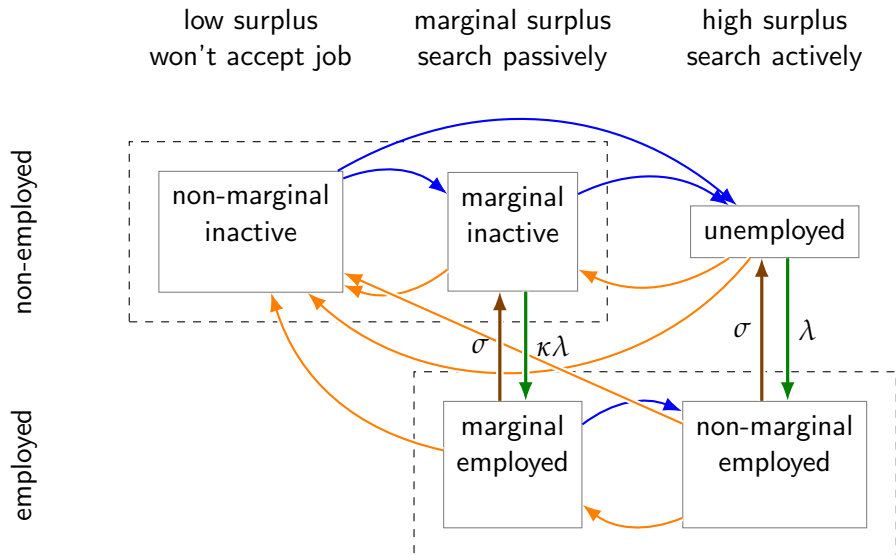 low surplus
won't accept job
marginal surplus
search passively
high surplus
search actively
non-employed
non-marginal
inactive
marginal
inactive
unemployed
σ
κλ
σ
λ
employed
marginal
employed
non-marginal
employed